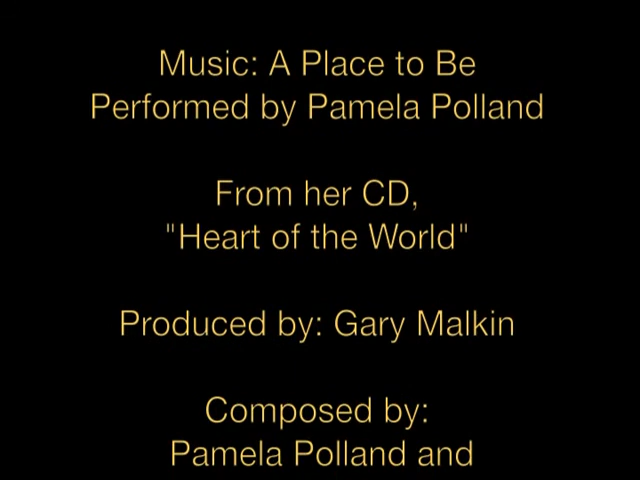 Music: A Place to Be
Performed by Pamela Polland
From her CD,
"Heart of the World"
Produced by: Gary Malkin
Composed by:
Pamela Polland and